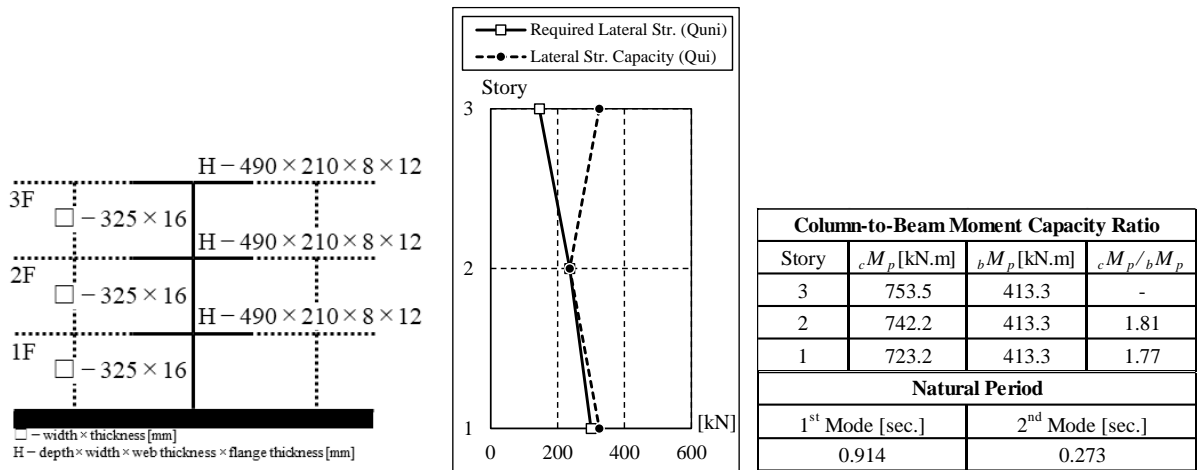 H－490×210×8×12
3F
□－325×16
H－490×210×8×12
2F
□－325×16
H－490×210×8×12
1F
□－325×16
□－width×thickness[mm]
H－depth×width×web thickness×flange thickness[mm]
Required Lateral Str. (Quni)
Lateral Str. Capacity (Qui)
Story
3
0 200 400 600
2
1
[kN]
Column-to-Beam Moment Capacity Ratio
Story cMp[kN.m] bMp[kN.m] cMp/bMp
3 753.5 413.3 -
2 742.2 413.3 1.81
1 723.2 413.3 1.77
Natural Period
1st Mode [sec.] 2nd Mode [sec.]
0.914 0.273